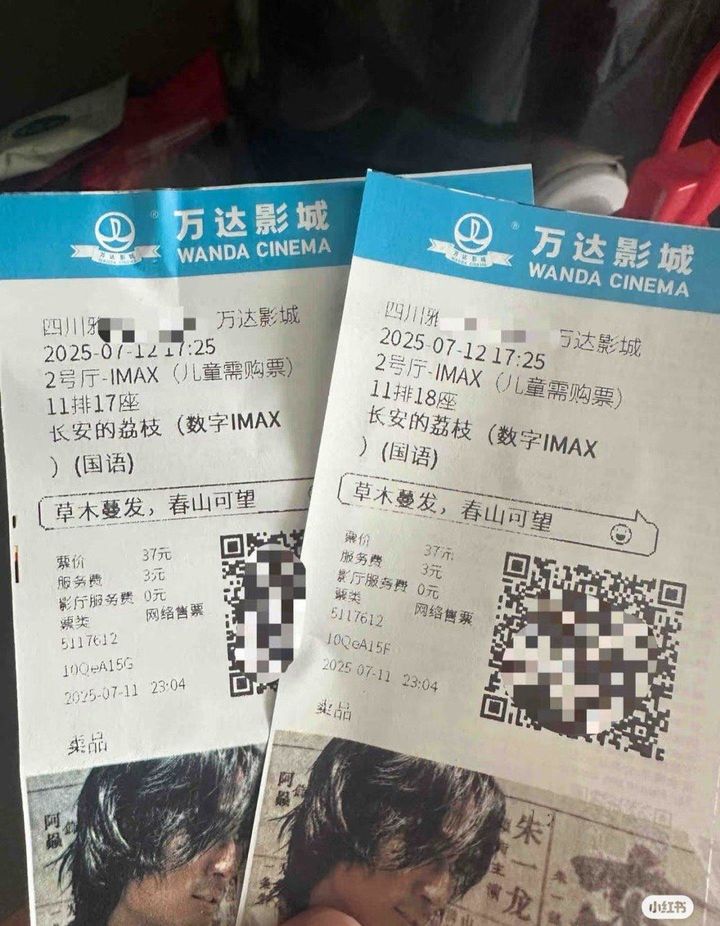 万达影城
WANDA CINEMA
四川雅
万达影城
2025-07-12 17:25
2号厅-IMAX（儿童需购票）
11排17座
长安的荔枝（数字IMAX
）(国语)
草木蔓发，春山可望
票价 37元
服务费 3元
影厅服务费 0元
票类 网络售票
5117612
10QeA15G
2025-07-11 23:04
卖品
阿
万达影城
WANDA CINEMA
四川雅
万达影城
2025-07-12 17:25
2号厅-IMAX（儿童需购票）
11排18座
长安的荔枝（数字IMAX
）(国语)
草木蔓发，春山可望
票价 37元
服务费 3元
影厅服务费 0元
票类 网络售票
5117612
10QeA15F
2025-07-11 23:04
卖品
阿
朱一龙
主演
小红书